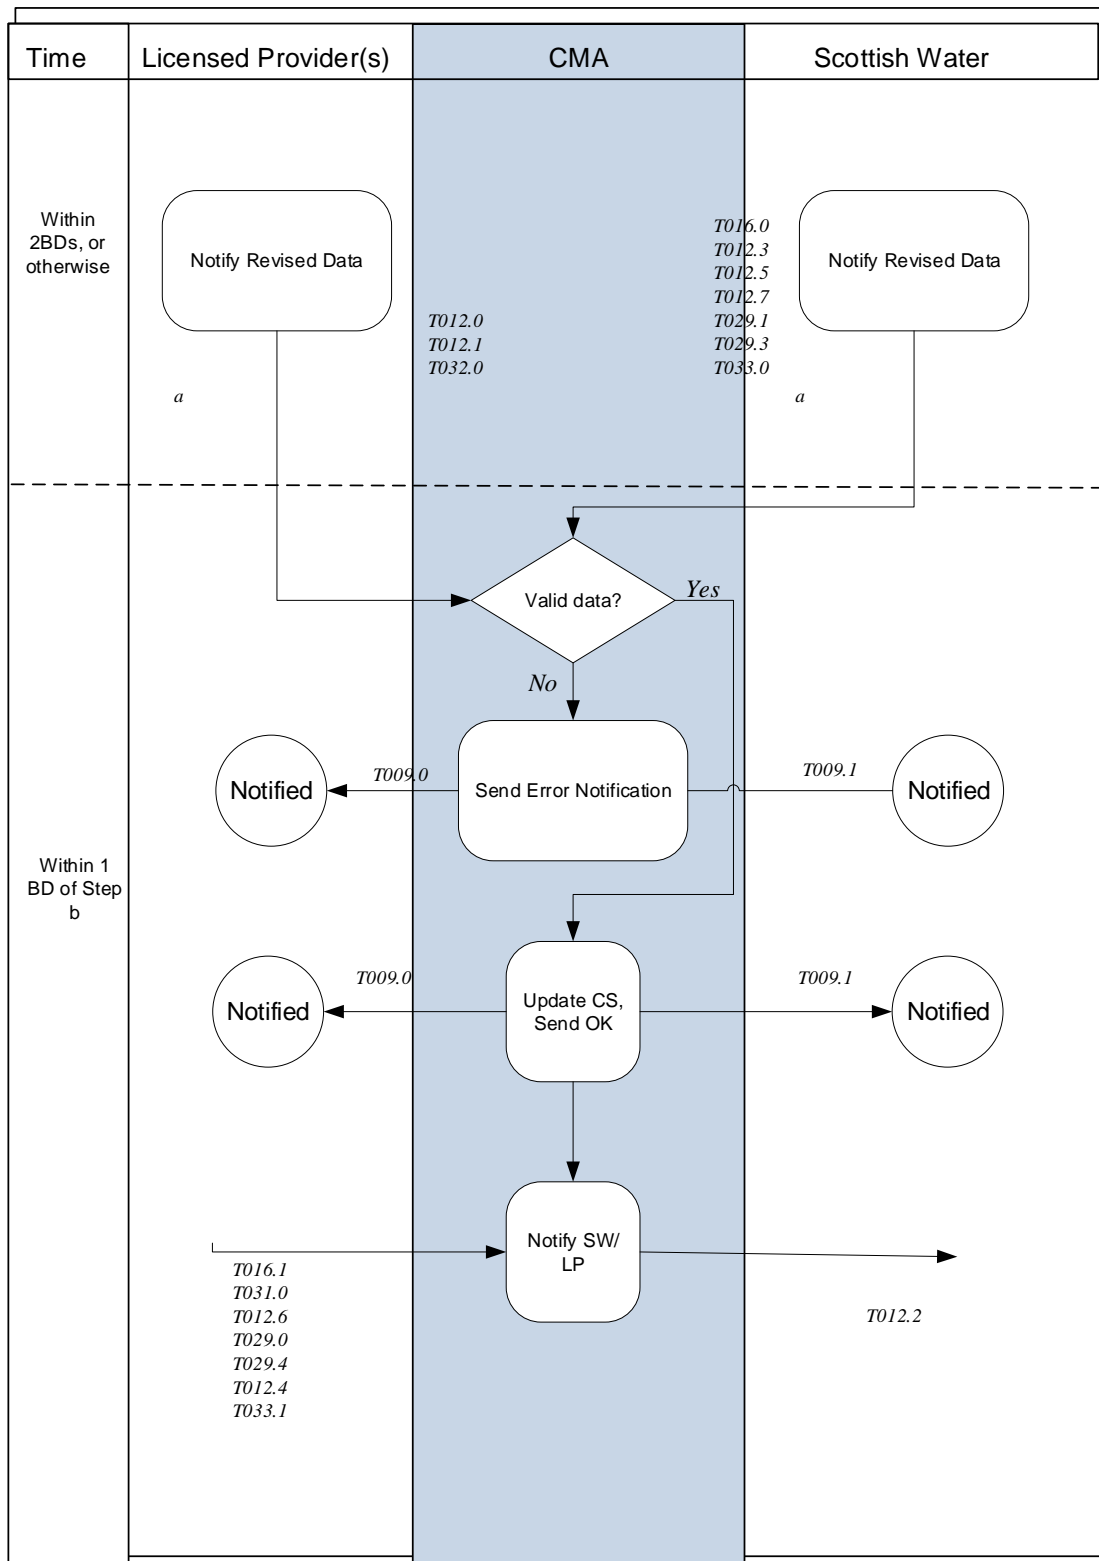 Time
Licensed Provider(s)
CMA
Scottish Water
Within
2BDs, or
otherwise
Notify Revised Data
T012.0
T012.1
T032.0
T016.0
T012.3
T012.5
T012.7
T029.1
T029.3
T033.0
Notify Revised Data
a
a
Valid data?
Yes
No
Notified
T009.0
Send Error Notification
T009.1
Notified
Within 1
BD of Step
b
Notified
T009.0
Update CS,
Send OK
T009.1
Notified
Notify SW/
LP
T016.1
T031.0
T012.6
T029.0
T029.4
T012.4
T033.1
T012.2